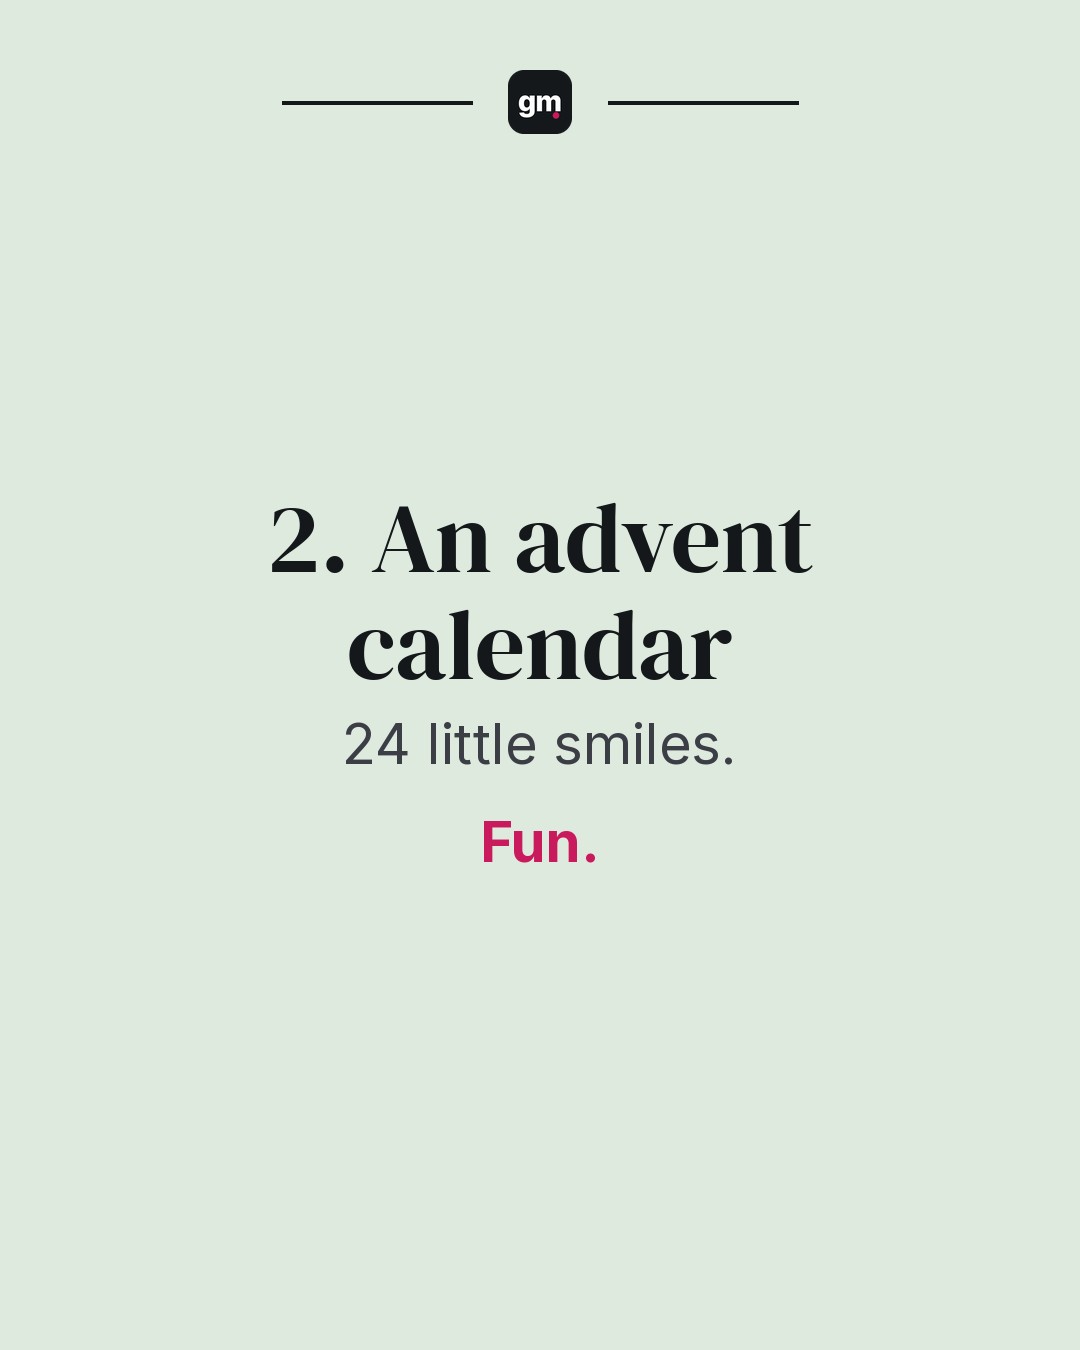 gm.
2. An advent
calendar
24 little smiles.
Fun.